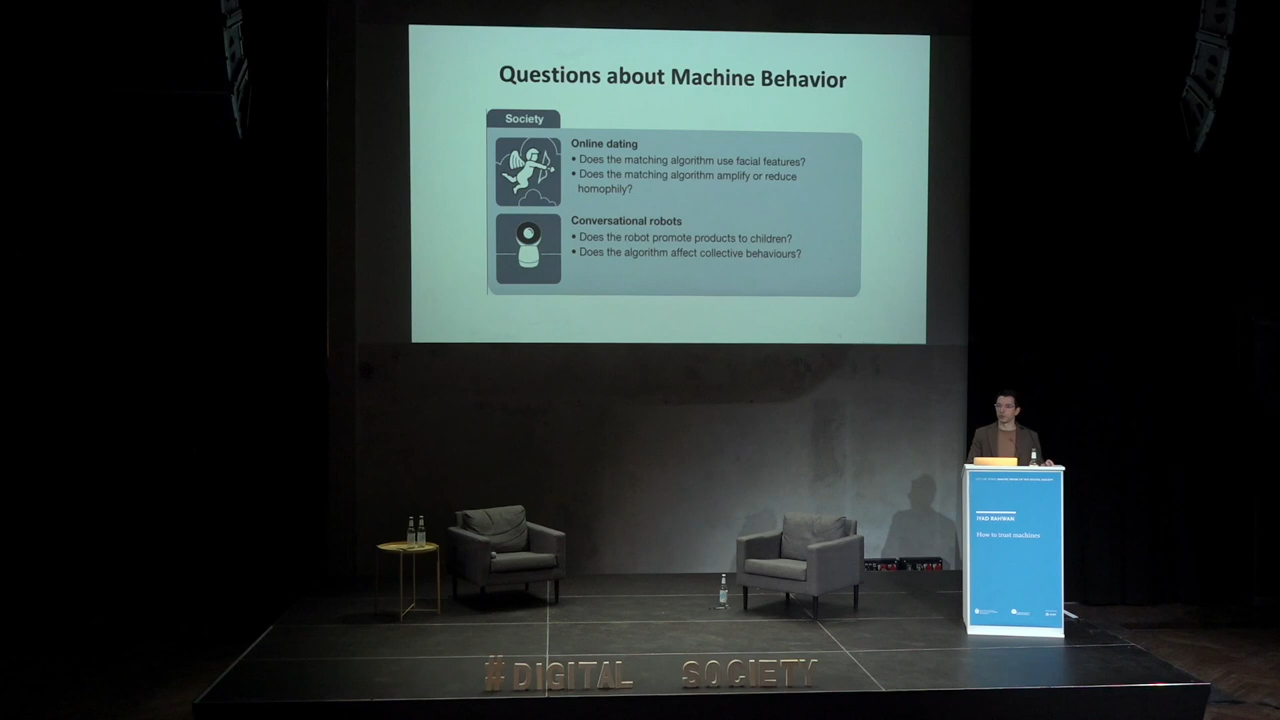 Questions about Machine Behavior
Society
Online dating
• Does the matching algorithm use facial features?
• Does the matching algorithm amplify or reduce
homophily?
Conversational robots
• Does the robot promote products to children?
• Does the algorithm affect collective behaviours?
IYAD RAHWAN
How to trust machines
#DIGITAL SOCIETY